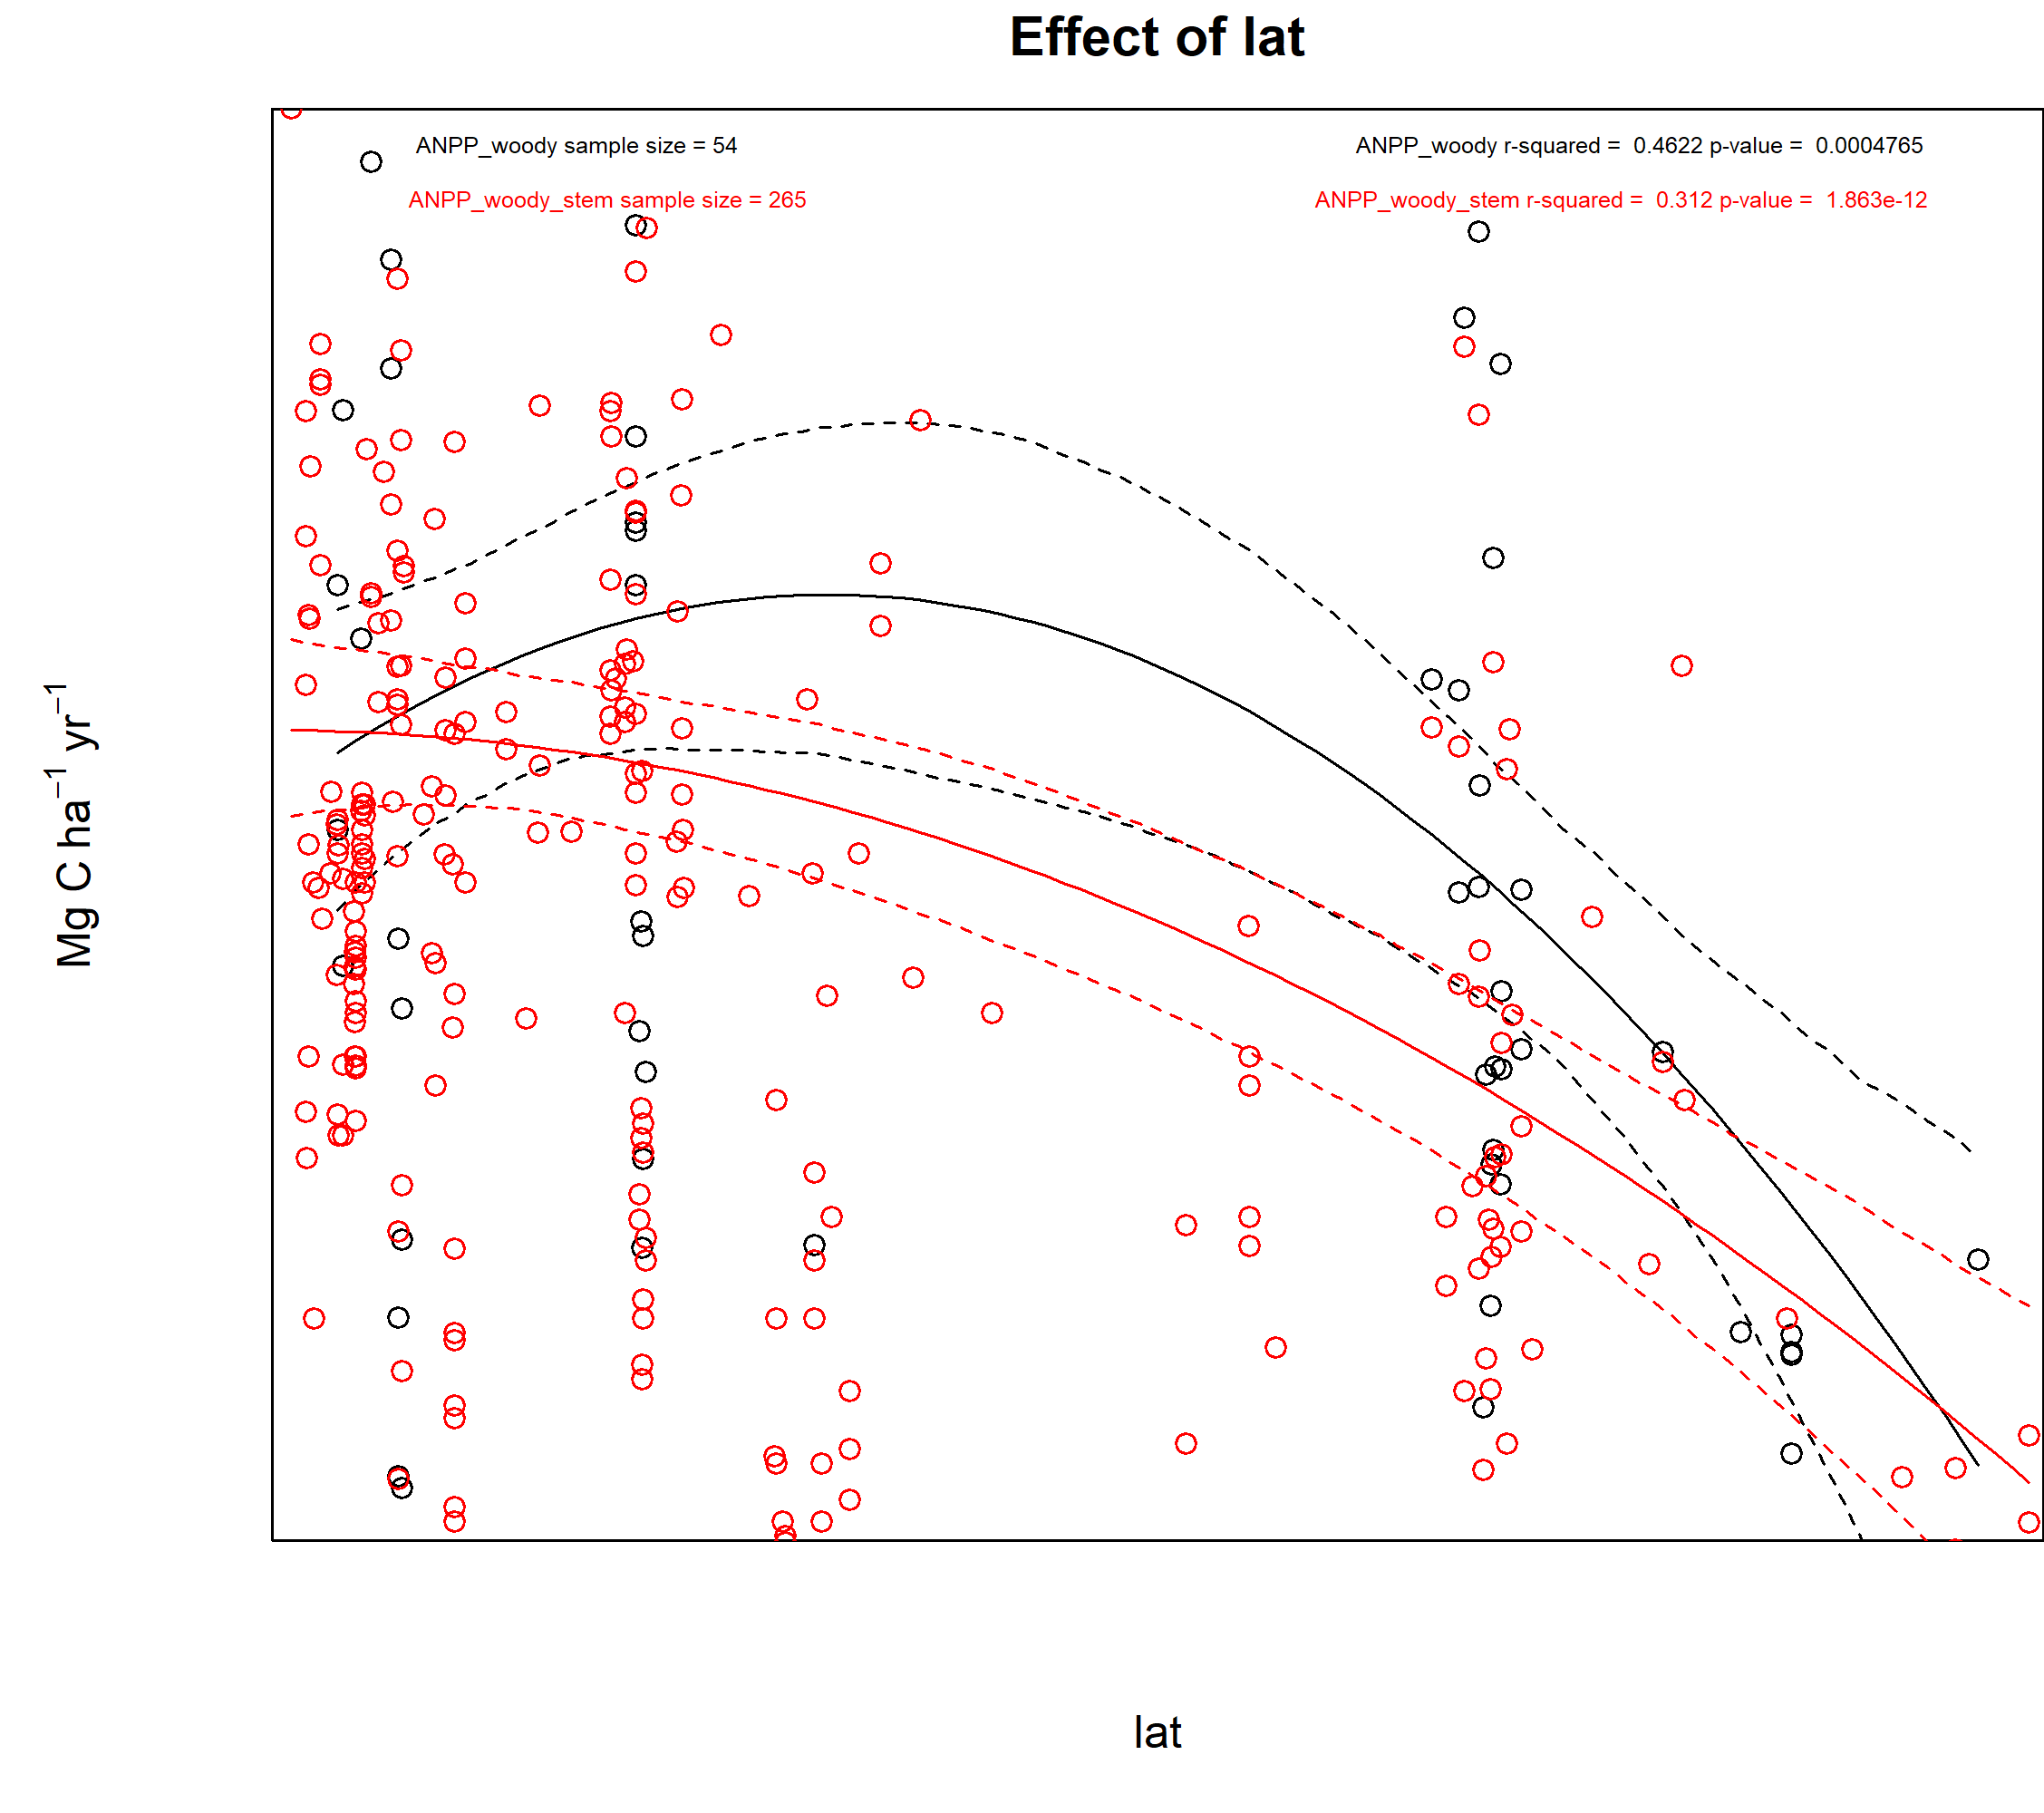 Effect of lat
ANPP_woody sample size = 54
ANPP_woody r-squared = 0.4622 p-value = 0.0004765
ANPP_woody_stem sample size = 265
ANPP_woody_stem r-squared = 0.312 p-value = 1.863e-12
Mg C ha⁻¹ yr⁻¹
lat